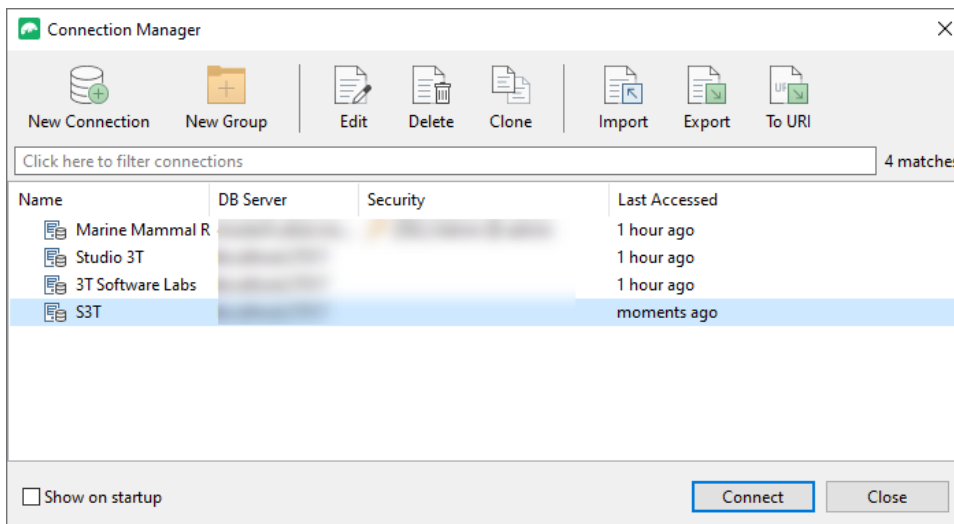 Connection Manager
New Connection New Group Edit Delete Clone Import Export To URI
Click here to filter connections 4 matches
Name DB Server Security Last Accessed
Marine Mammal R 1 hour ago
Studio 3T 1 hour ago
3T Software Labs 1 hour ago
S3T moments ago
Show on startup Connect Close